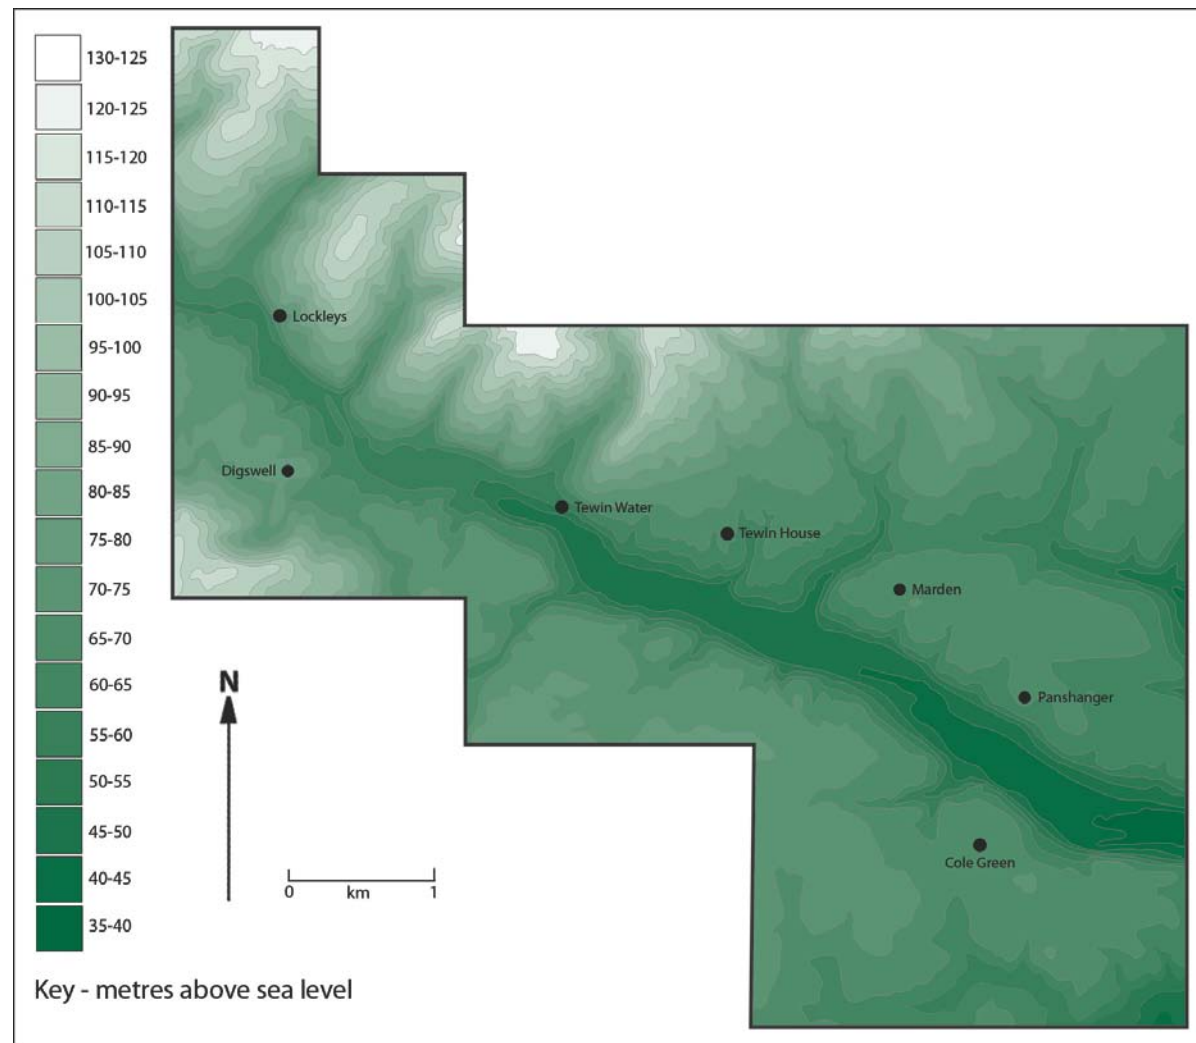 130-125
120-125
115-120
110-115
105-110
100-105
95-100
90-95
85-90
80-85
75-80
70-75
65-70
60-65
55-60
50-55
45-50
40-45
35-40
Key - metres above sea level
Lockleys
Digswell
Tewin Water
Tewin House
Marden
Panshanger
Cole Green
N
0 km 1